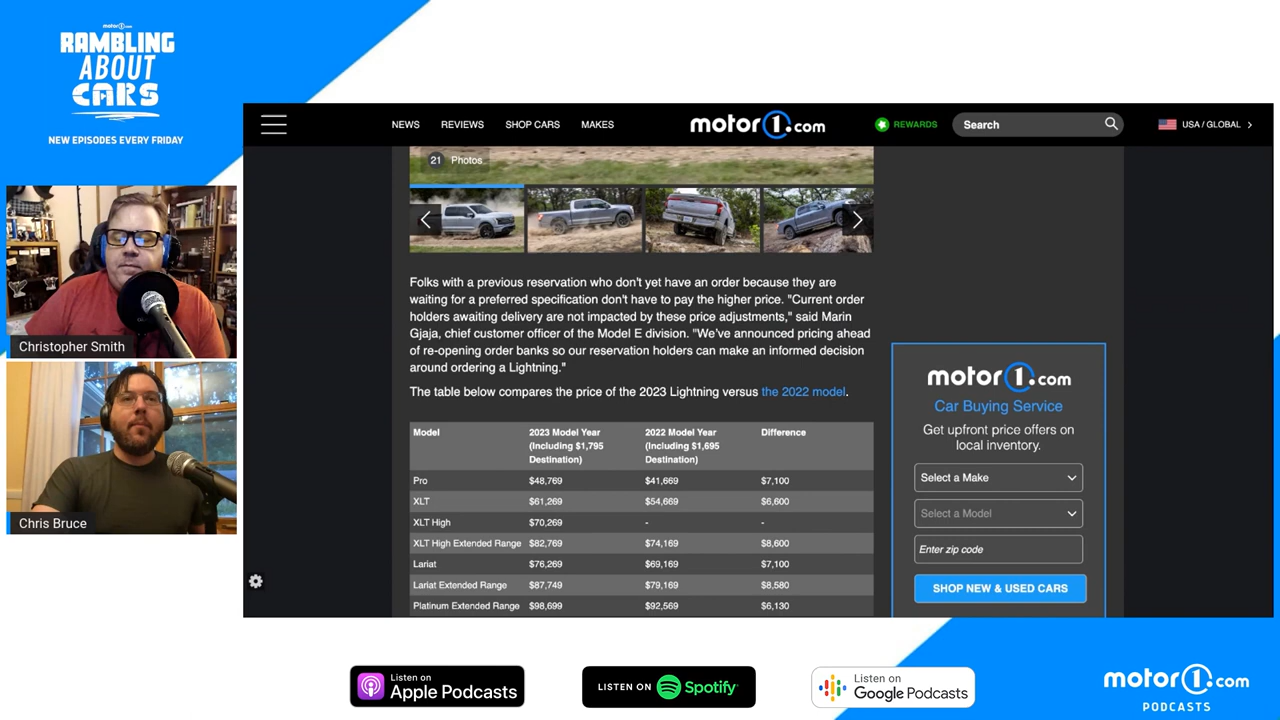 motor1.com
RAMBLING
ABOUT
CARS
NEW EPISODES EVERY FRIDAY
Christopher Smith
Chris Bruce
NEWS REVIEWS SHOP CARS MAKES motor1.com REWARDS Search USA / GLOBAL
21 Photos
Folks with a previous reservation who don't yet have an order because they are
waiting for a preferred specification don't have to pay the higher price. "Current order
holders awaiting delivery are not impacted by these price adjustments," said Marin
Gjaja, chief customer officer of the Model E division. "We've announced pricing ahead
of re-opening order banks so our reservation holders can make an informed decision
around ordering a Lightning."
The table below compares the price of the 2023 Lightning versus the 2022 model.
Model 2023 Model Year 2022 Model Year Difference
(Including $1,795 (Including $1,695
Destination) Destination)
Pro $48,769 $41,669 $7,100
XLT $61,269 $54,669 $6,600
XLT High $70,269 - -
XLT High Extended Range $82,769 $74,169 $8,600
Lariat $76,269 $69,169 $7,100
Lariat Extended Range $87,749 $79,169 $8,580
Platinum Extended Range $98,699 $92,569 $6,130
motor1.com
Car Buying Service
Get upfront price offers on
local inventory.
Select a Make
Select a Model
Enter zip code
SHOP NEW & USED CARS
Listen on
Apple Podcasts
LISTEN ON Spotify
Listen on
Google Podcasts
motor1.com
PODCASTS